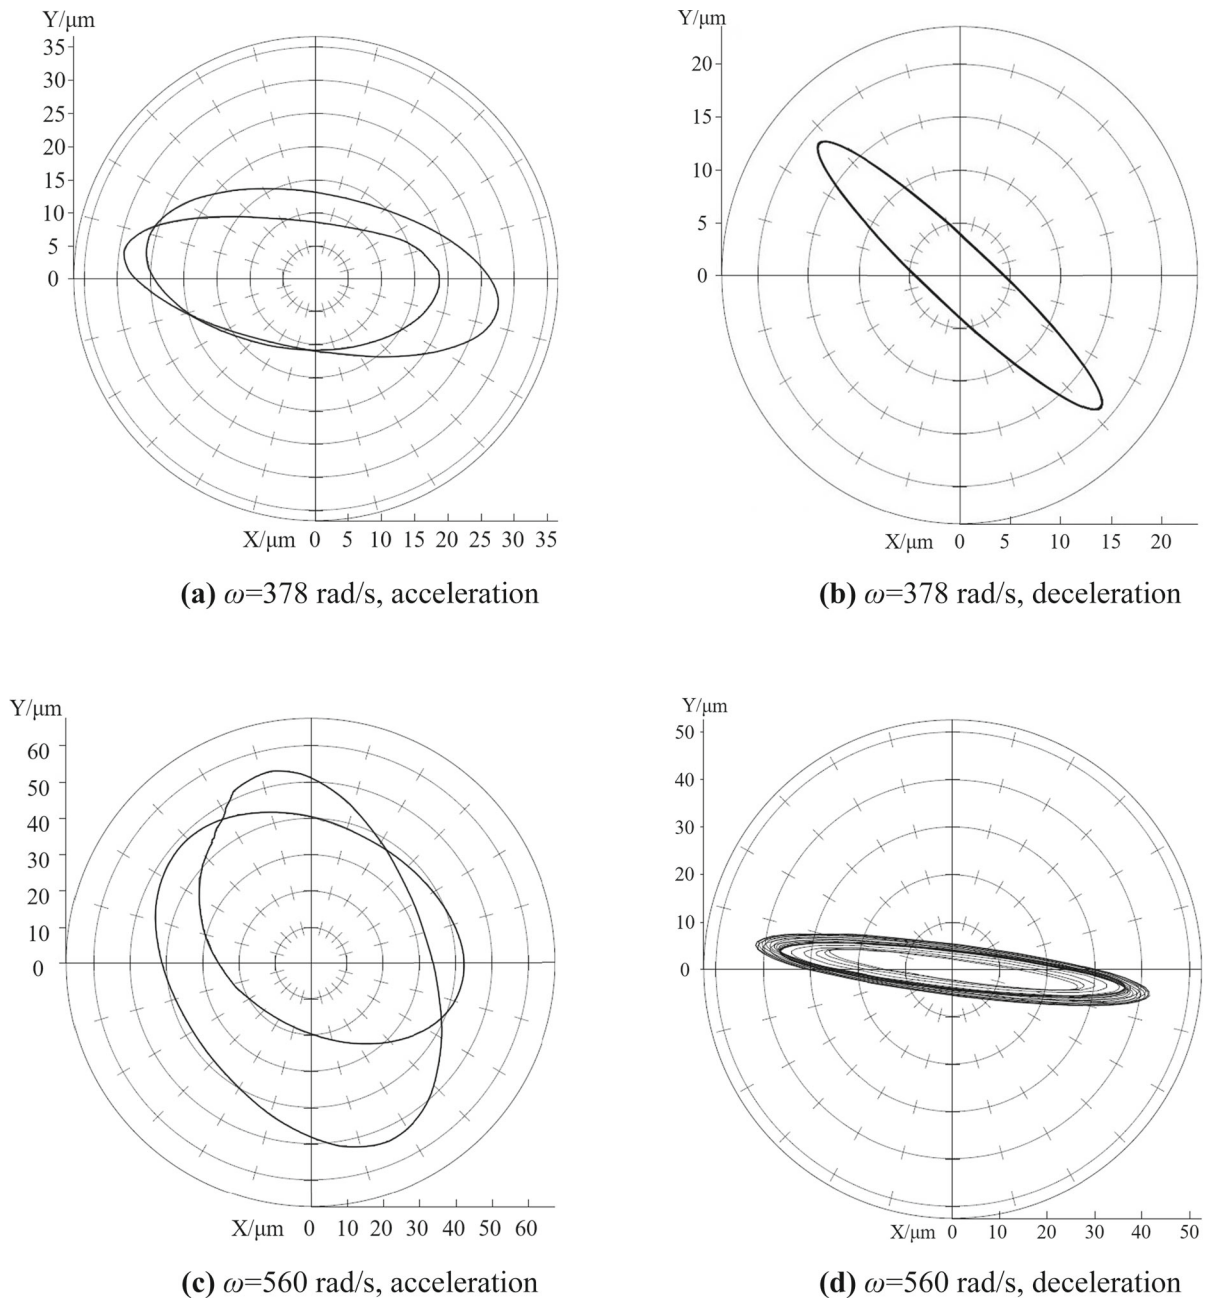 Y/μm
35
30
25
20
15
10
5
0
X/μm 0 5 10 15 20 25 30 35
(a) ω=378 rad/s, acceleration
Y/μm
20
15
10
5
0
X/μm 0 5 10 15 20
(b) ω=378 rad/s, deceleration
Y/μm
60
50
40
30
20
10
0
X/μm 0 10 20 30 40 50 60
(c) ω=560 rad/s, acceleration
Y/μm
50
40
30
20
10
0
X/μm 0 10 20 30 40 50
(d) ω=560 rad/s, deceleration